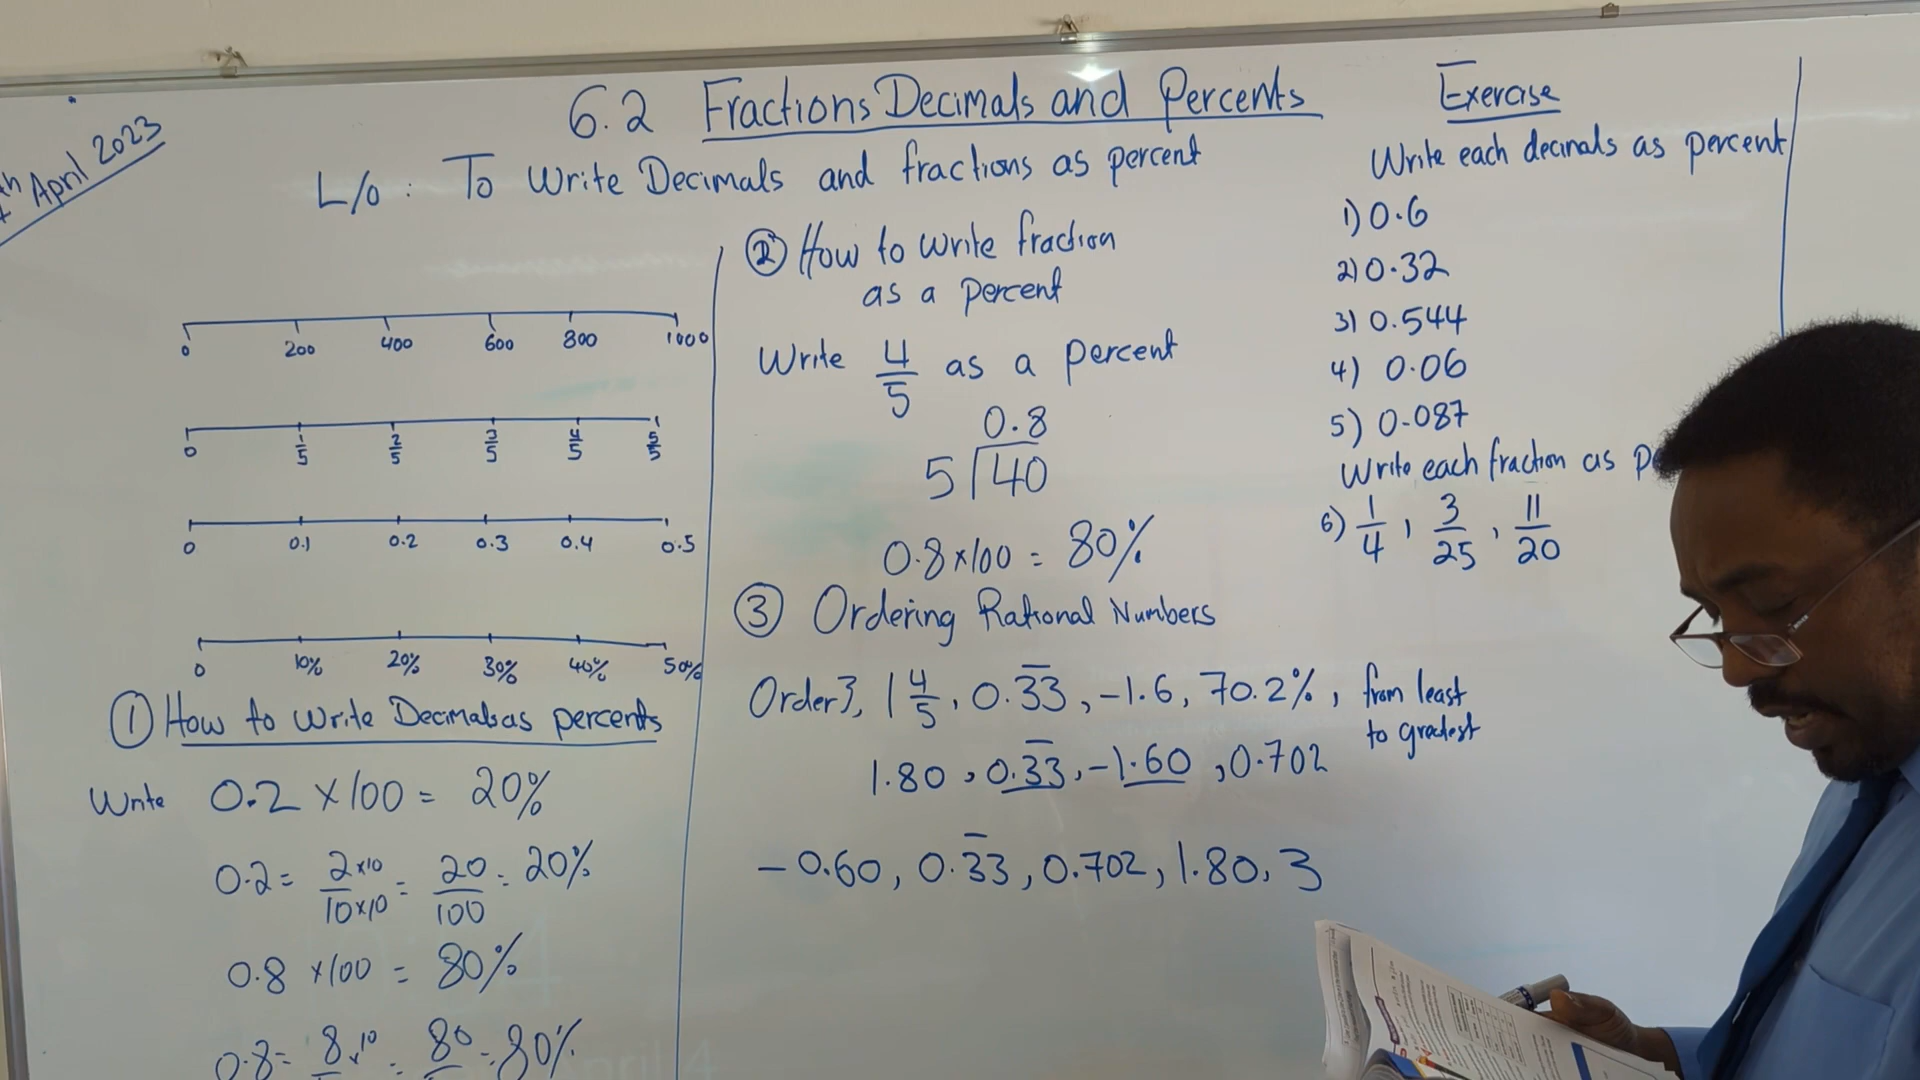 6.2 Fractions Decimals and Percents
April 2023
L/o : To Write Decimals and fractions as percent
0 200 400 600 800 1000
0 1/5 2/5 3/5 4/5 5/5
0 0.1 0.2 0.3 0.4 0.5
0 10% 20% 30% 40% 50%
① How to Write Decimals as percents
Write 0.2 × 100 = 20%
0.2 = 2×10/10×10 = 20/100 = 20%
0.8 ×100 = 80%
0.8 = 8×10 = 80 = 80%
② How to Write fraction
as a percent
Write 4/5 as a percent
0.8
5 40
0.8×100 = 80%
③ Ordering Rational Numbers
Order 3, 1 4/5, 0.3̅3̅, -1.6, 70.2%, from least
to greatest
1.80, 0.3̅3̅, -1.60, 0.702
- 0.60, 0.3̅3̅, 0.702, 1.80, 3
Exercise
Write each decimals as percent
1) 0.6
2) 0.32
3) 0.544
4) 0.06
5) 0.087
Write each fraction as
6) 1/4, 3/25, 11/20